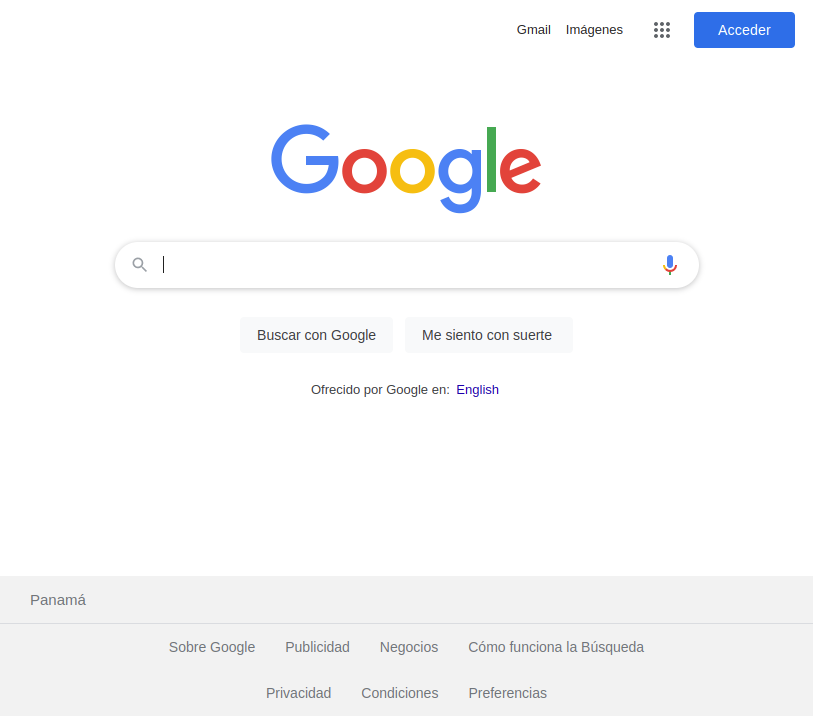 Gmail Imágenes Acceder
Google
Buscar con Google Me siento con suerte
Ofrecido por Google en: English
Panamá
Sobre Google Publicidad Negocios Cómo funciona la Búsqueda
Privacidad Condiciones Preferencias